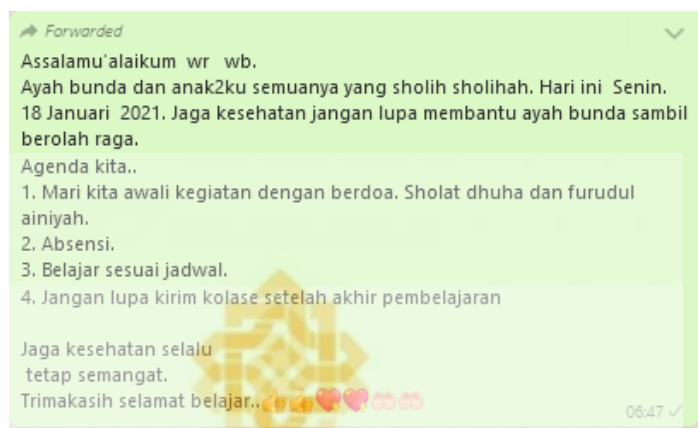 Forwarded
Assalamu'alaikum wr wb.
Ayah bunda dan anak2ku semuanya yang sholih sholihah. Hari ini Senin.
18 Januari 2021. Jaga kesehatan jangan lupa membantu ayah bunda sambil
berolah raga.
Agenda kita..
1. Mari kita awali kegiatan dengan berdoa. Sholat dhuha dan furudul
ainiyah.
2. Absensi.
3. Belajar sesuai jadwal.
4. Jangan lupa kirim kolase setelah akhir pembelajaran
Jaga kesehatan selalu
tetap semangat.
Trimakasih selamat belajar..👍👍💖💖🤲🤲
06:47